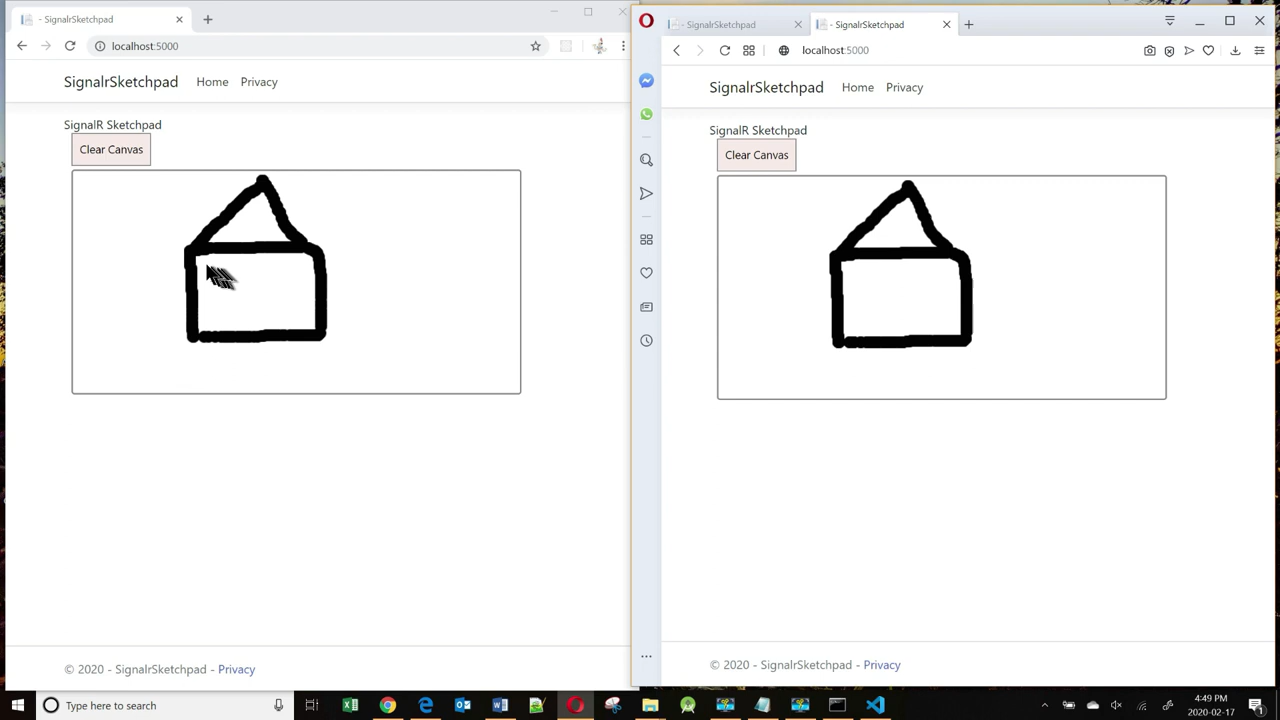 - SignalrSketchpad
localhost:5000
SignalrSketchpad Home Privacy
SignalR Sketchpad
Clear Canvas
© 2020 - SignalrSketchpad - Privacy
- SignalrSketchpad
- SignalrSketchpad
localhost:5000
SignalrSketchpad Home Privacy
SignalR Sketchpad
Clear Canvas
© 2020 - SignalrSketchpad - Privacy
Type here to search
4:49 PM
2020-02-17
1